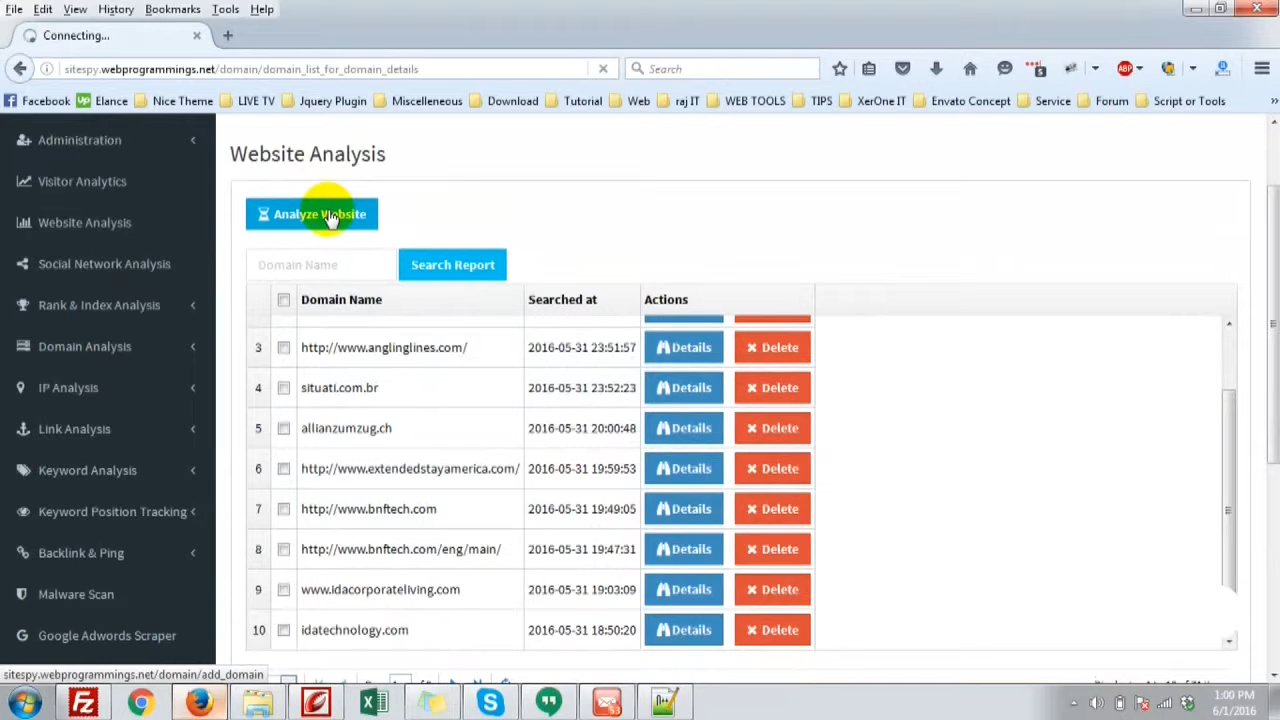 File Edit View History Bookmarks Tools Help
Connecting...
sitespy.webprogrammings.net/domain/domain_list_for_domain_details
Search
Facebook Up Elance Nice Theme LIVE TV Jquery Plugin Miscelleneous Download Tutorial Web raj IT WEB TOOLS TIPS XerOne IT Envato Concept Service Forum Script or Tools
Administration
Visitor Analytics
Website Analysis
Social Network Analysis
Rank & Index Analysis
Domain Analysis
IP Analysis
Link Analysis
Keyword Analysis
Keyword Position Tracking
Backlink & Ping
Malware Scan
Google Adwords Scraper
Website Analysis
Analyze Website
Domain Name Search Report
Domain Name Searched at Actions
3 http://www.anglinglines.com/ 2016-05-31 23:51:57 Details Delete
4 situati.com.br 2016-05-31 23:52:23 Details Delete
5 allianzumzug.ch 2016-05-31 20:00:48 Details Delete
6 http://www.extendedstayamerica.com/ 2016-05-31 19:59:53 Details Delete
7 http://www.bnftech.com 2016-05-31 19:49:05 Details Delete
8 http://www.bnftech.com/eng/main/ 2016-05-31 19:47:31 Details Delete
9 www.idacorporateliving.com 2016-05-31 19:03:09 Details Delete
10 idatechnology.com 2016-05-31 18:50:20 Details Delete
sitespy.webprogrammings.net/domain/add_domain
1:00 PM
6/1/2016